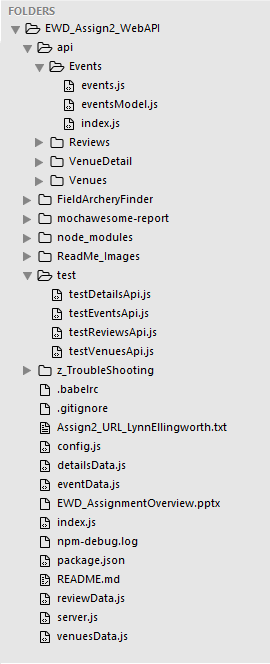 FOLDERS
EWD_Assign2_WebAPI
api
Events
events.js
eventsModel.js
index.js
Reviews
VenueDetail
Venues
FieldArcheryFinder
mochawesome-report
node_modules
ReadMe_Images
test
testDetailsApi.js
testEventsApi.js
testReviewsApi.js
testVenuesApi.js
z_TroubleShooting
.babelrc
.gitignore
Assign2_URL_LynnEllingworth.txt
config.js
detailsData.js
eventData.js
EWD_AssignmentOverview.pptx
index.js
npm-debug.log
package.json
README.md
reviewData.js
server.js
venuesData.js